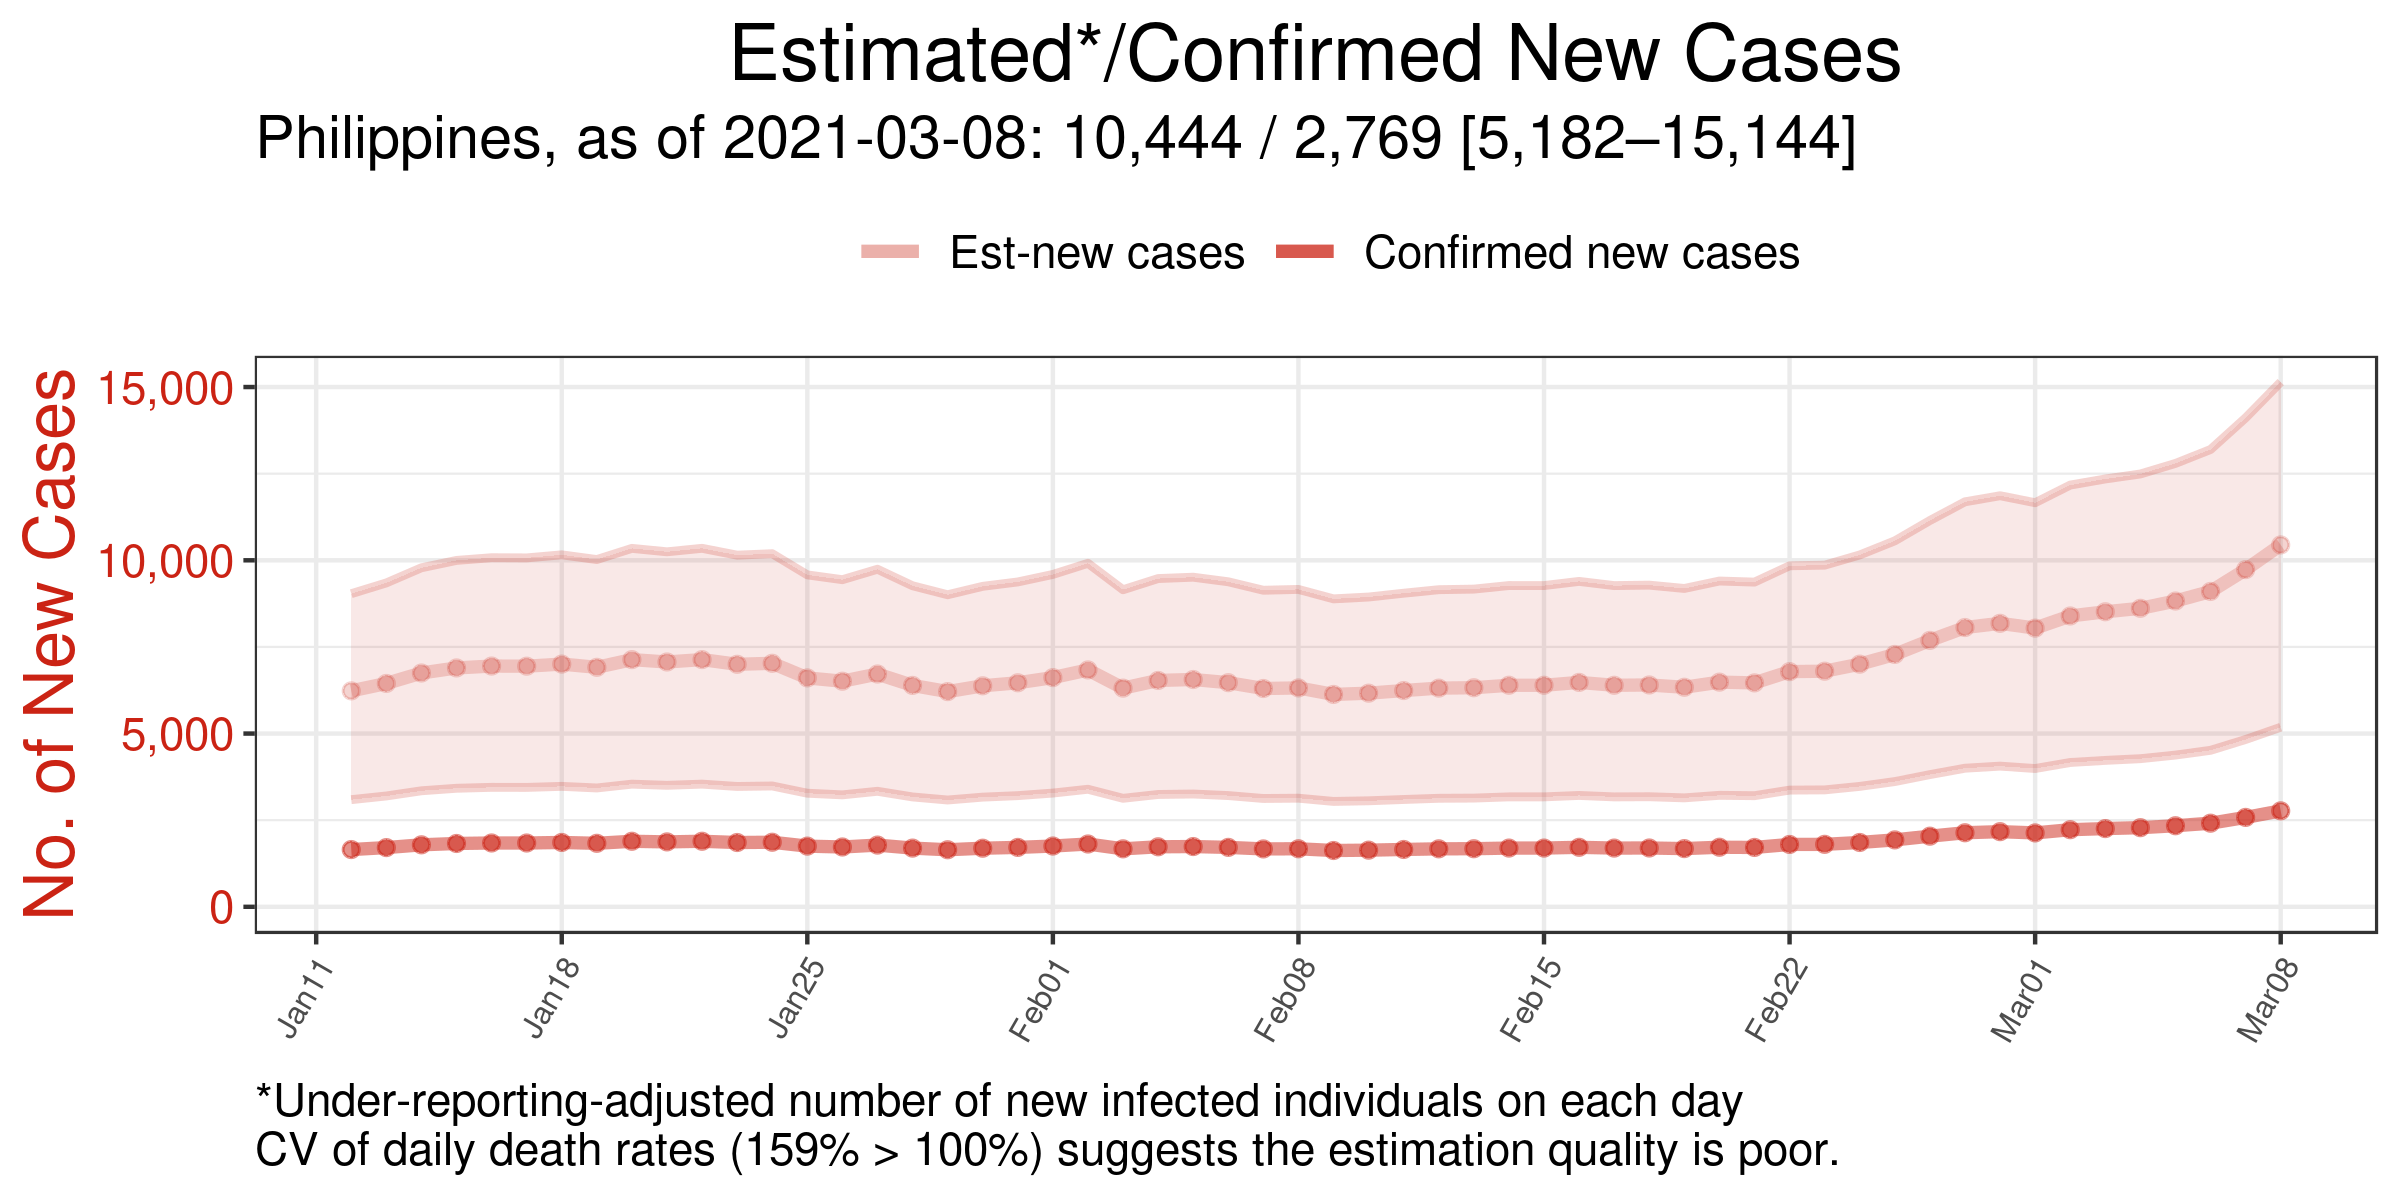 Estimated*/Confirmed New Cases
Philippines, as of 2021-03-08: 10,444 / 2,769 [5,182–15,144]
Est-new cases
Confirmed new cases
No. of New Cases
15,000
10,000
5,000
0
Jan11
Jan18
Jan25
Feb01
Feb08
Feb15
Feb22
Mar01
Mar08
*Under-reporting-adjusted number of new infected individuals on each day
CV of daily death rates (159% > 100%) suggests the estimation quality is poor.